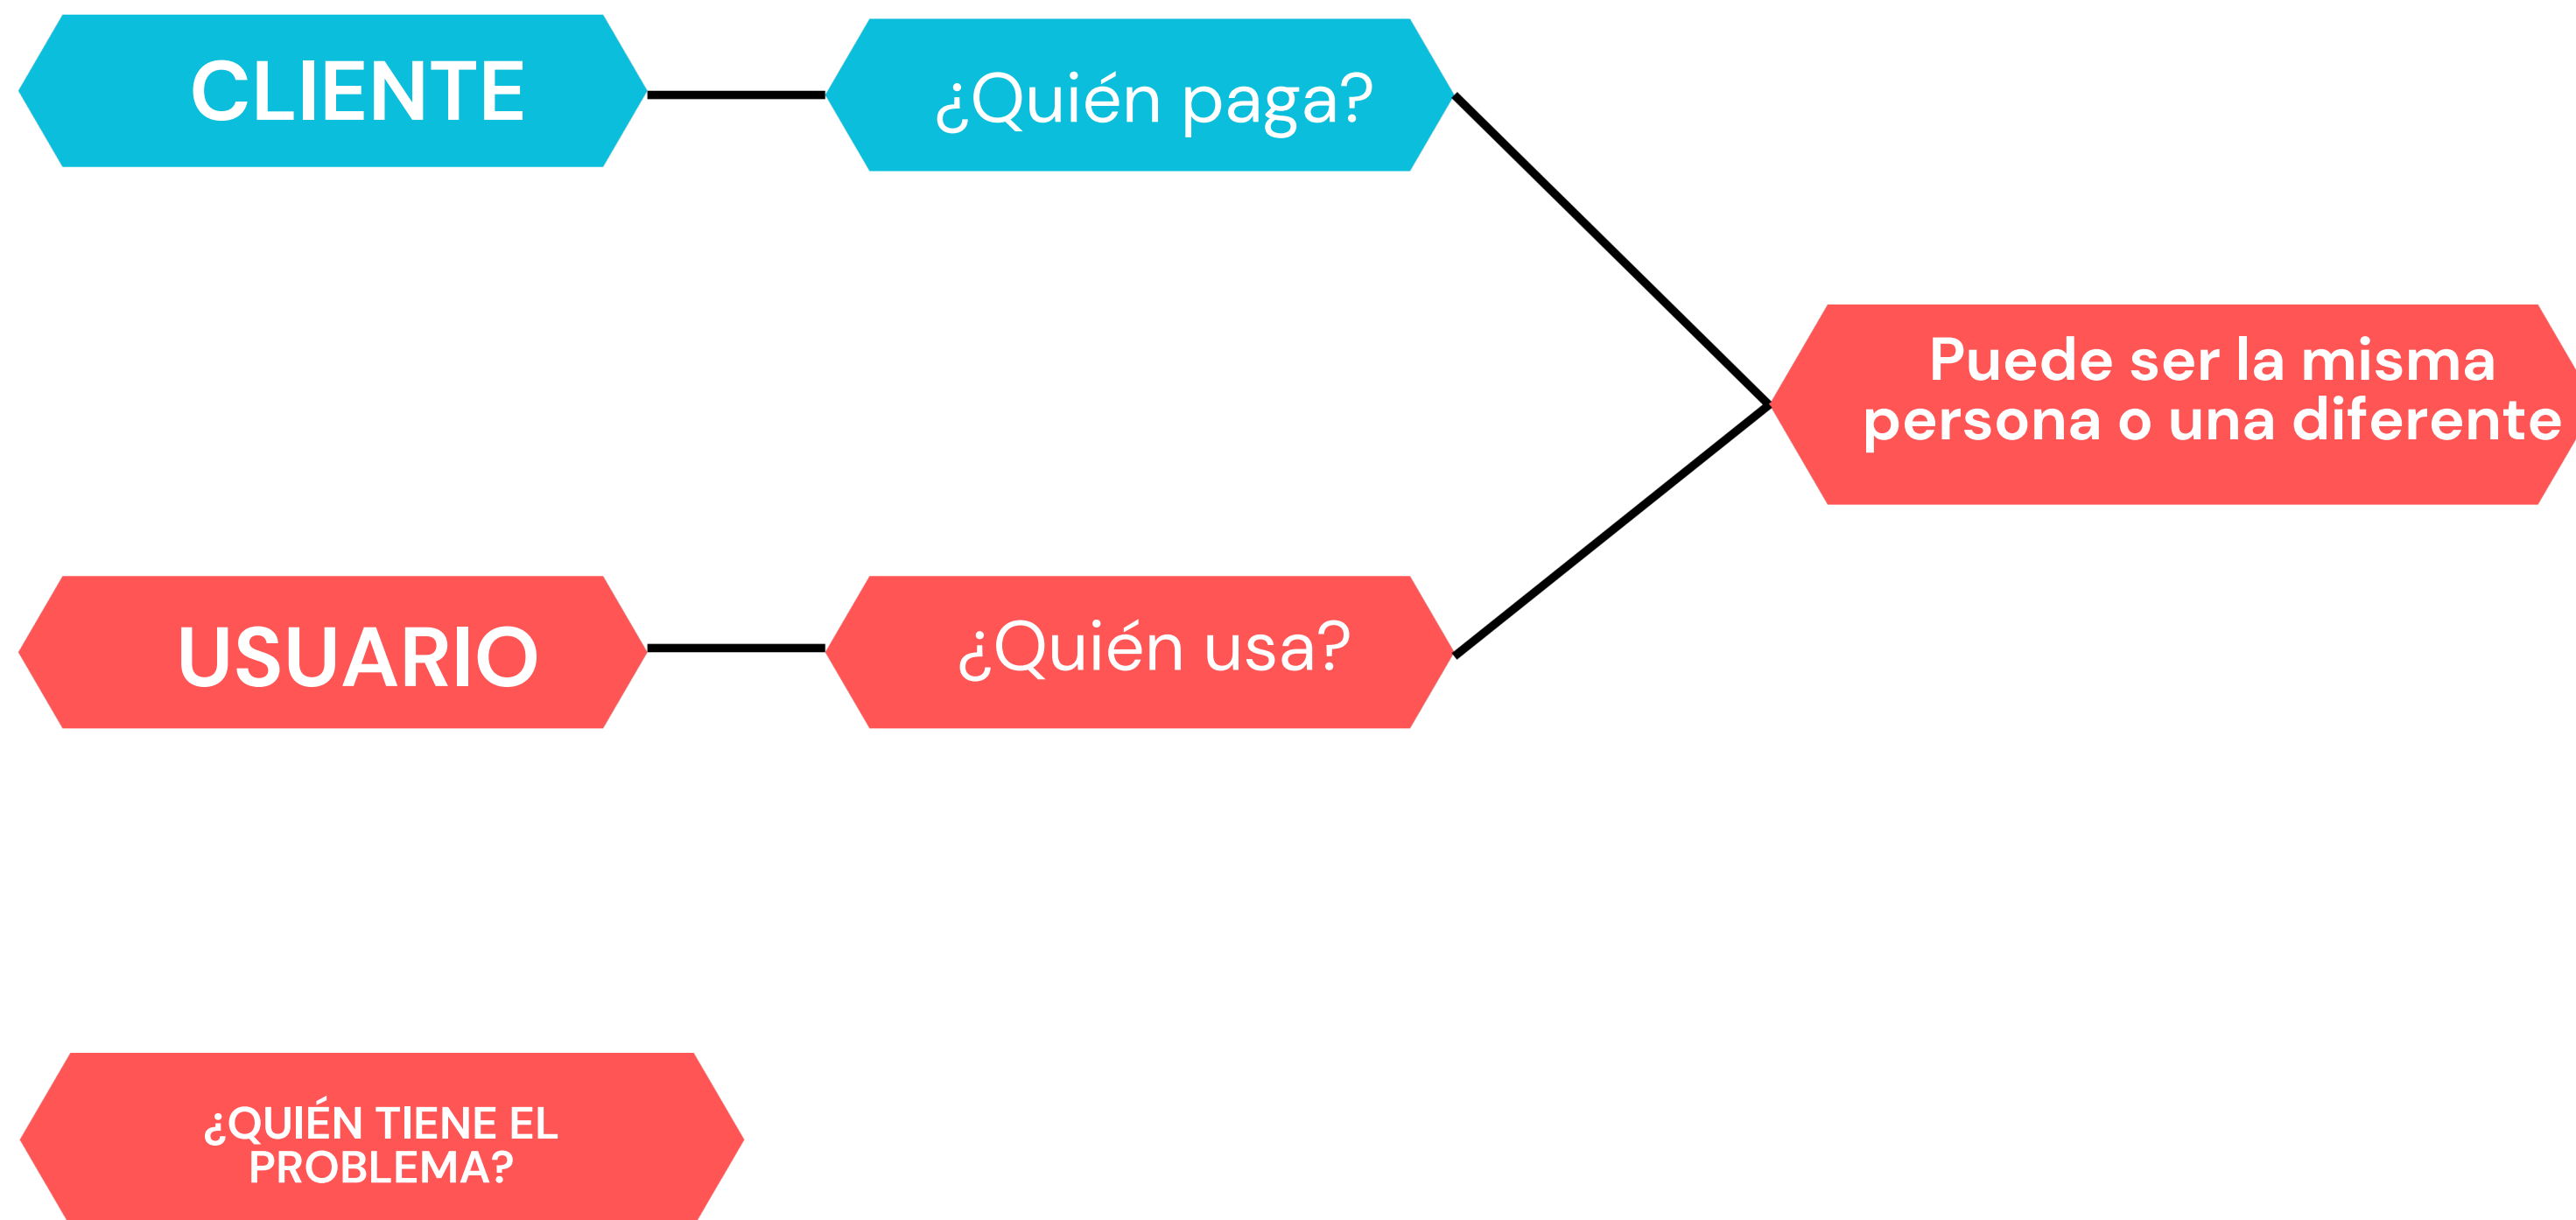 CLIENTE
¿Quién paga?
Puede ser la misma
persona o una diferente
USUARIO
¿Quién usa?
¿QUIÉN TIENE EL
PROBLEMA?